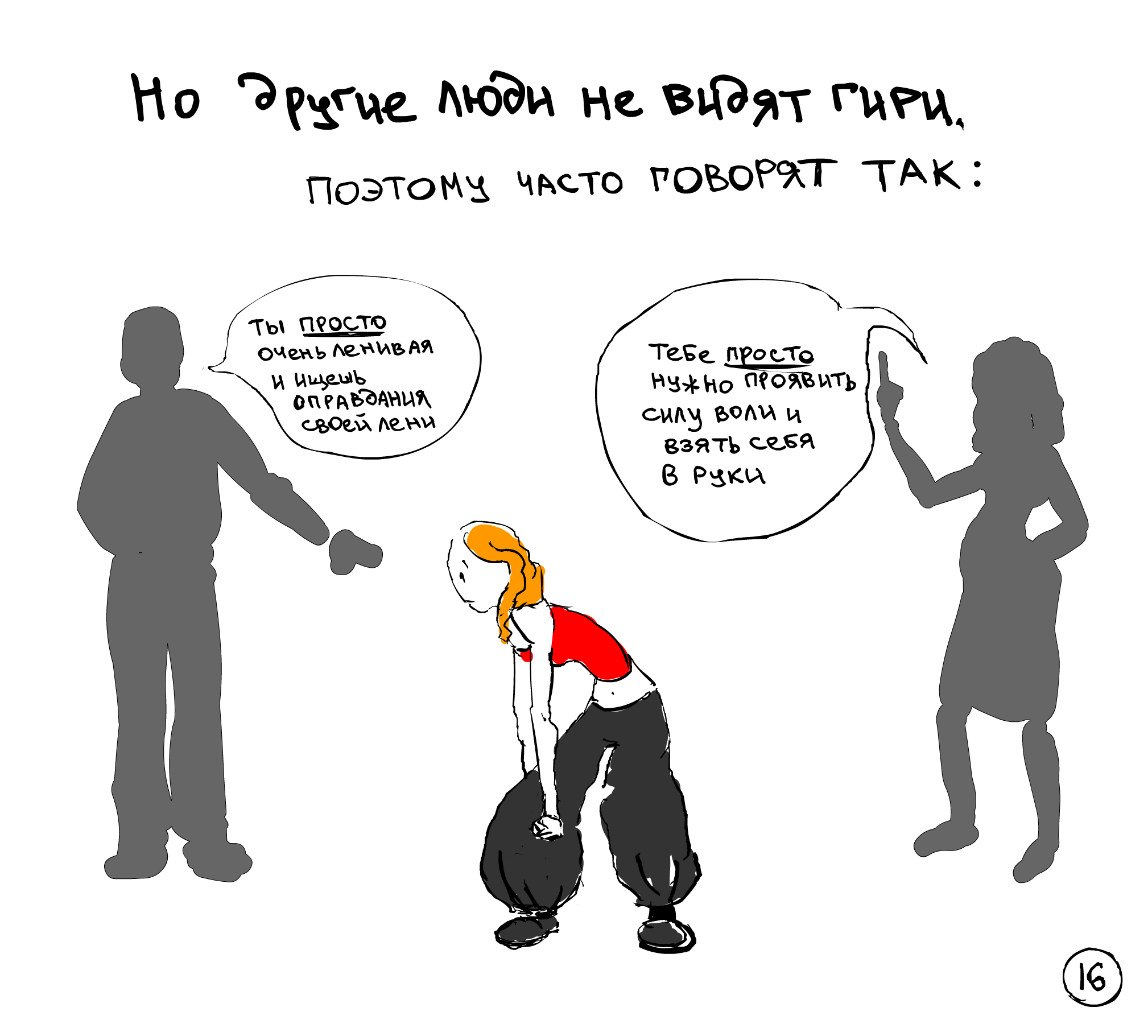 Но другие люди не видят гири.
Поэтому часто говорят так:
Ты просто
очень ленивая
и ищешь
оправдания
своей лени
Тебе просто
нужно проявить
силу воли и
взять себя
в руки
16